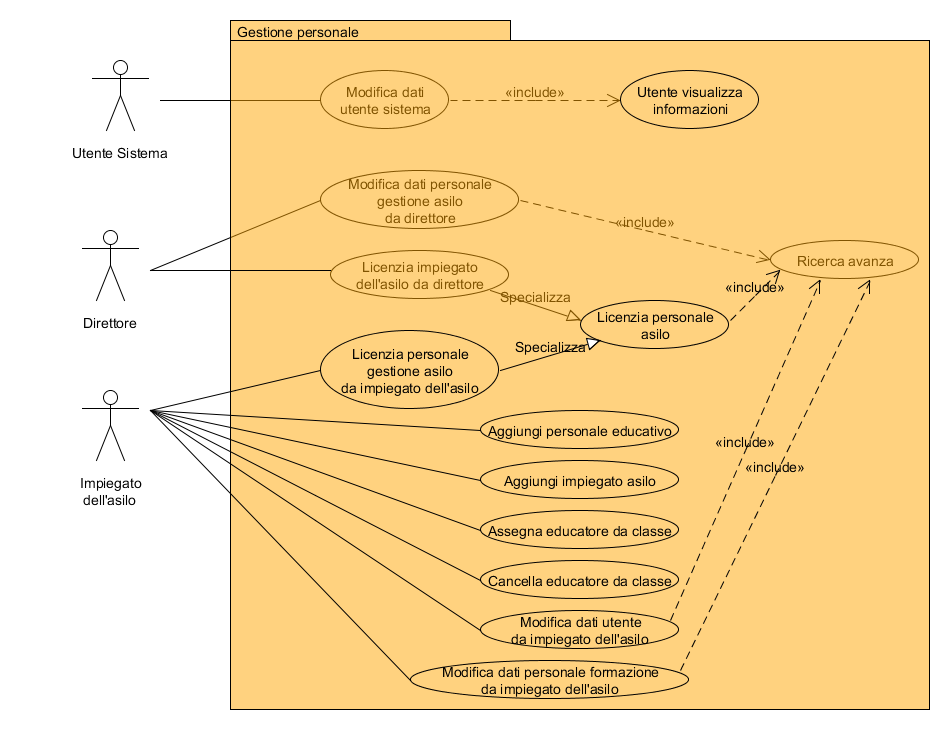 Gestione personale
Modifica dati
utente sistema
«include»
Utente visualizza
informazioni
Utente Sistema
Modifica dati personale
gestione asilo
da direttore
«include»
Ricerca avanza
Direttore
Licenzia impiegato
dell'asilo da direttore
Specializza
«include»
Licenzia personale
asilo
Specializza
Licenzia personale
gestione asilo
da impiegato dell'asilo
Impiegato
dell'asilo
Aggiungi personale educativo
«include»
«include»
Aggiungi impiegato asilo
Assegna educatore da classe
Cancella educatore da classe
Modifica dati utente
da impiegato dell'asilo
Modifica dati personale formazione
da impiegato dell'asilo